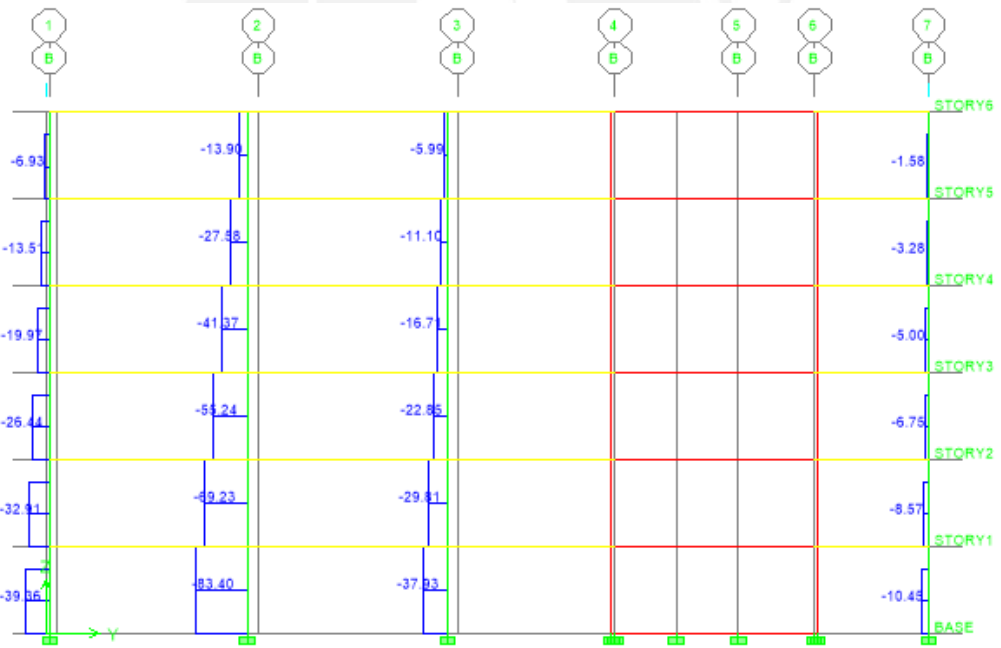 1 2 3 4 5 6 7
B B B B B B B
STORY6
-6.93 -13.90 -5.99 -1.58
STORY5
-13.51 -27.58 -11.10 -3.28
STORY4
-19.97 -41.37 -16.71 -5.00
STORY3
-26.44 -55.24 -22.85 -6.75
STORY2
-32.91 -69.23 -29.81 -8.57
STORY1
Z
-39.36 -83.40 -37.93 -10.45
Y
BASE